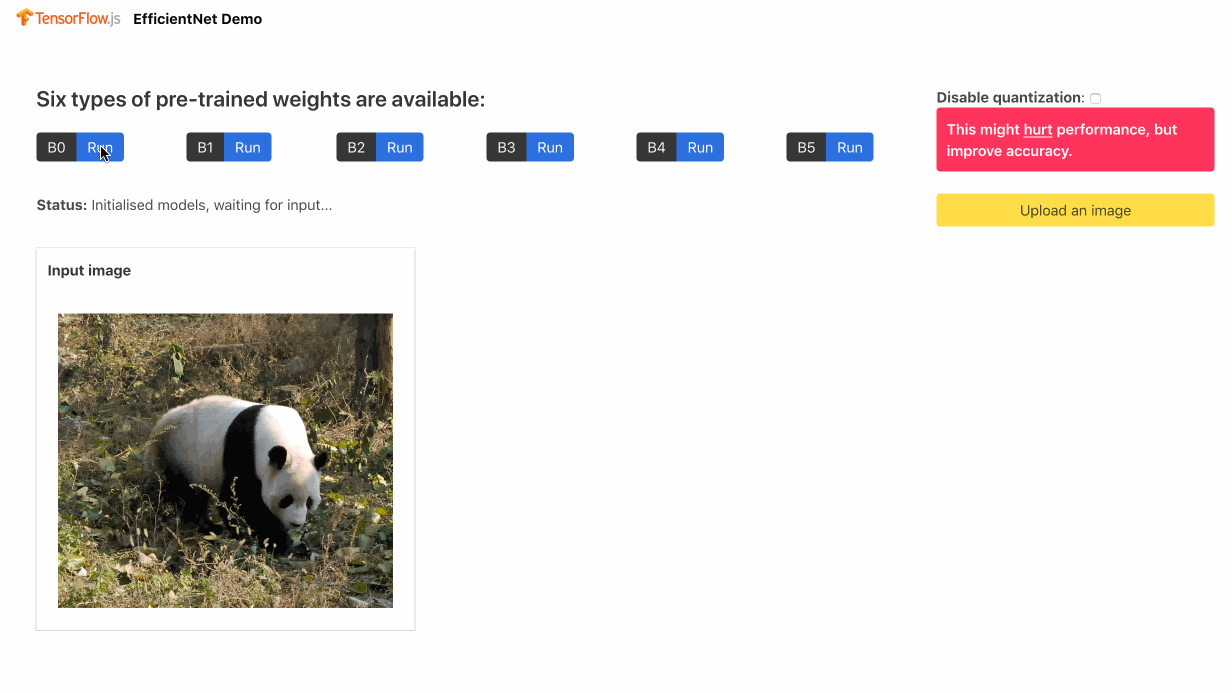 TensorFlow.js EfficientNet Demo
Six types of pre-trained weights are available:
B0 Run B1 Run B2 Run B3 Run B4 Run B5 Run
Status: Initialised models, waiting for input...
Disable quantization:
This might hurt performance, but
improve accuracy.
Upload an image
Input image